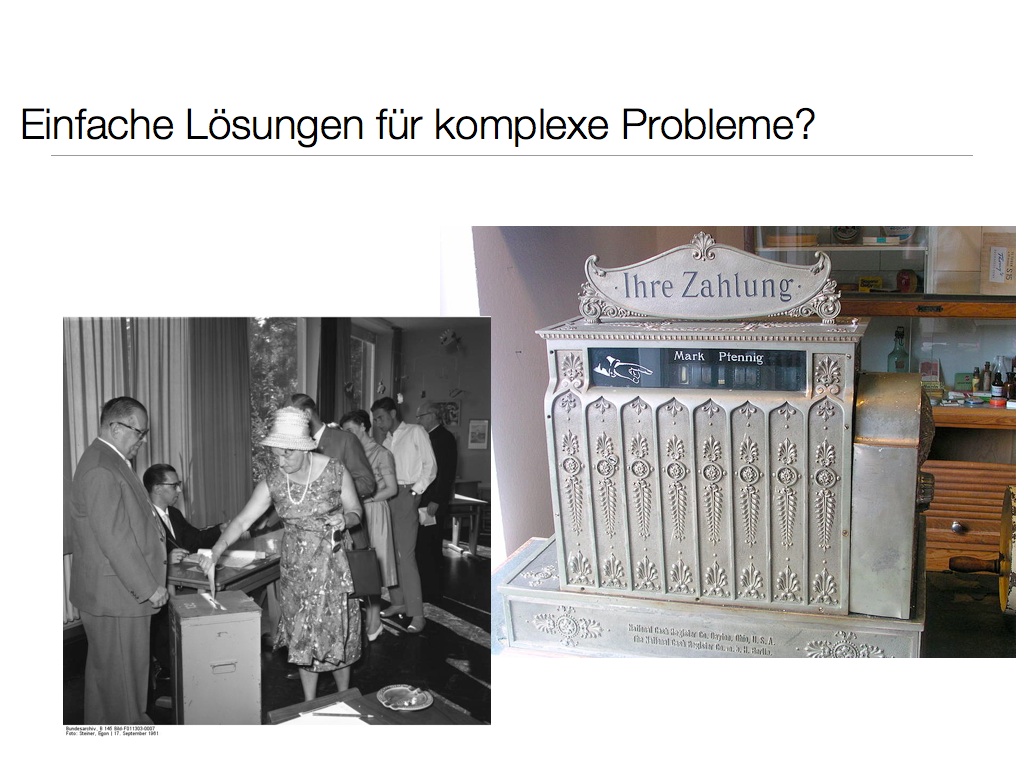 Einfache Lösungen für komplexe Probleme?
·Ihre Zahlung·
Mark Pfennig
National Cash Register Co. Dayton, Ohio, U. S. A.
The National Cash Register Co. m. b. H. Berlin.
Bundesarchiv, B 145 Bild-F011303-0007
Foto: Steiner, Egon | 17. September 1961